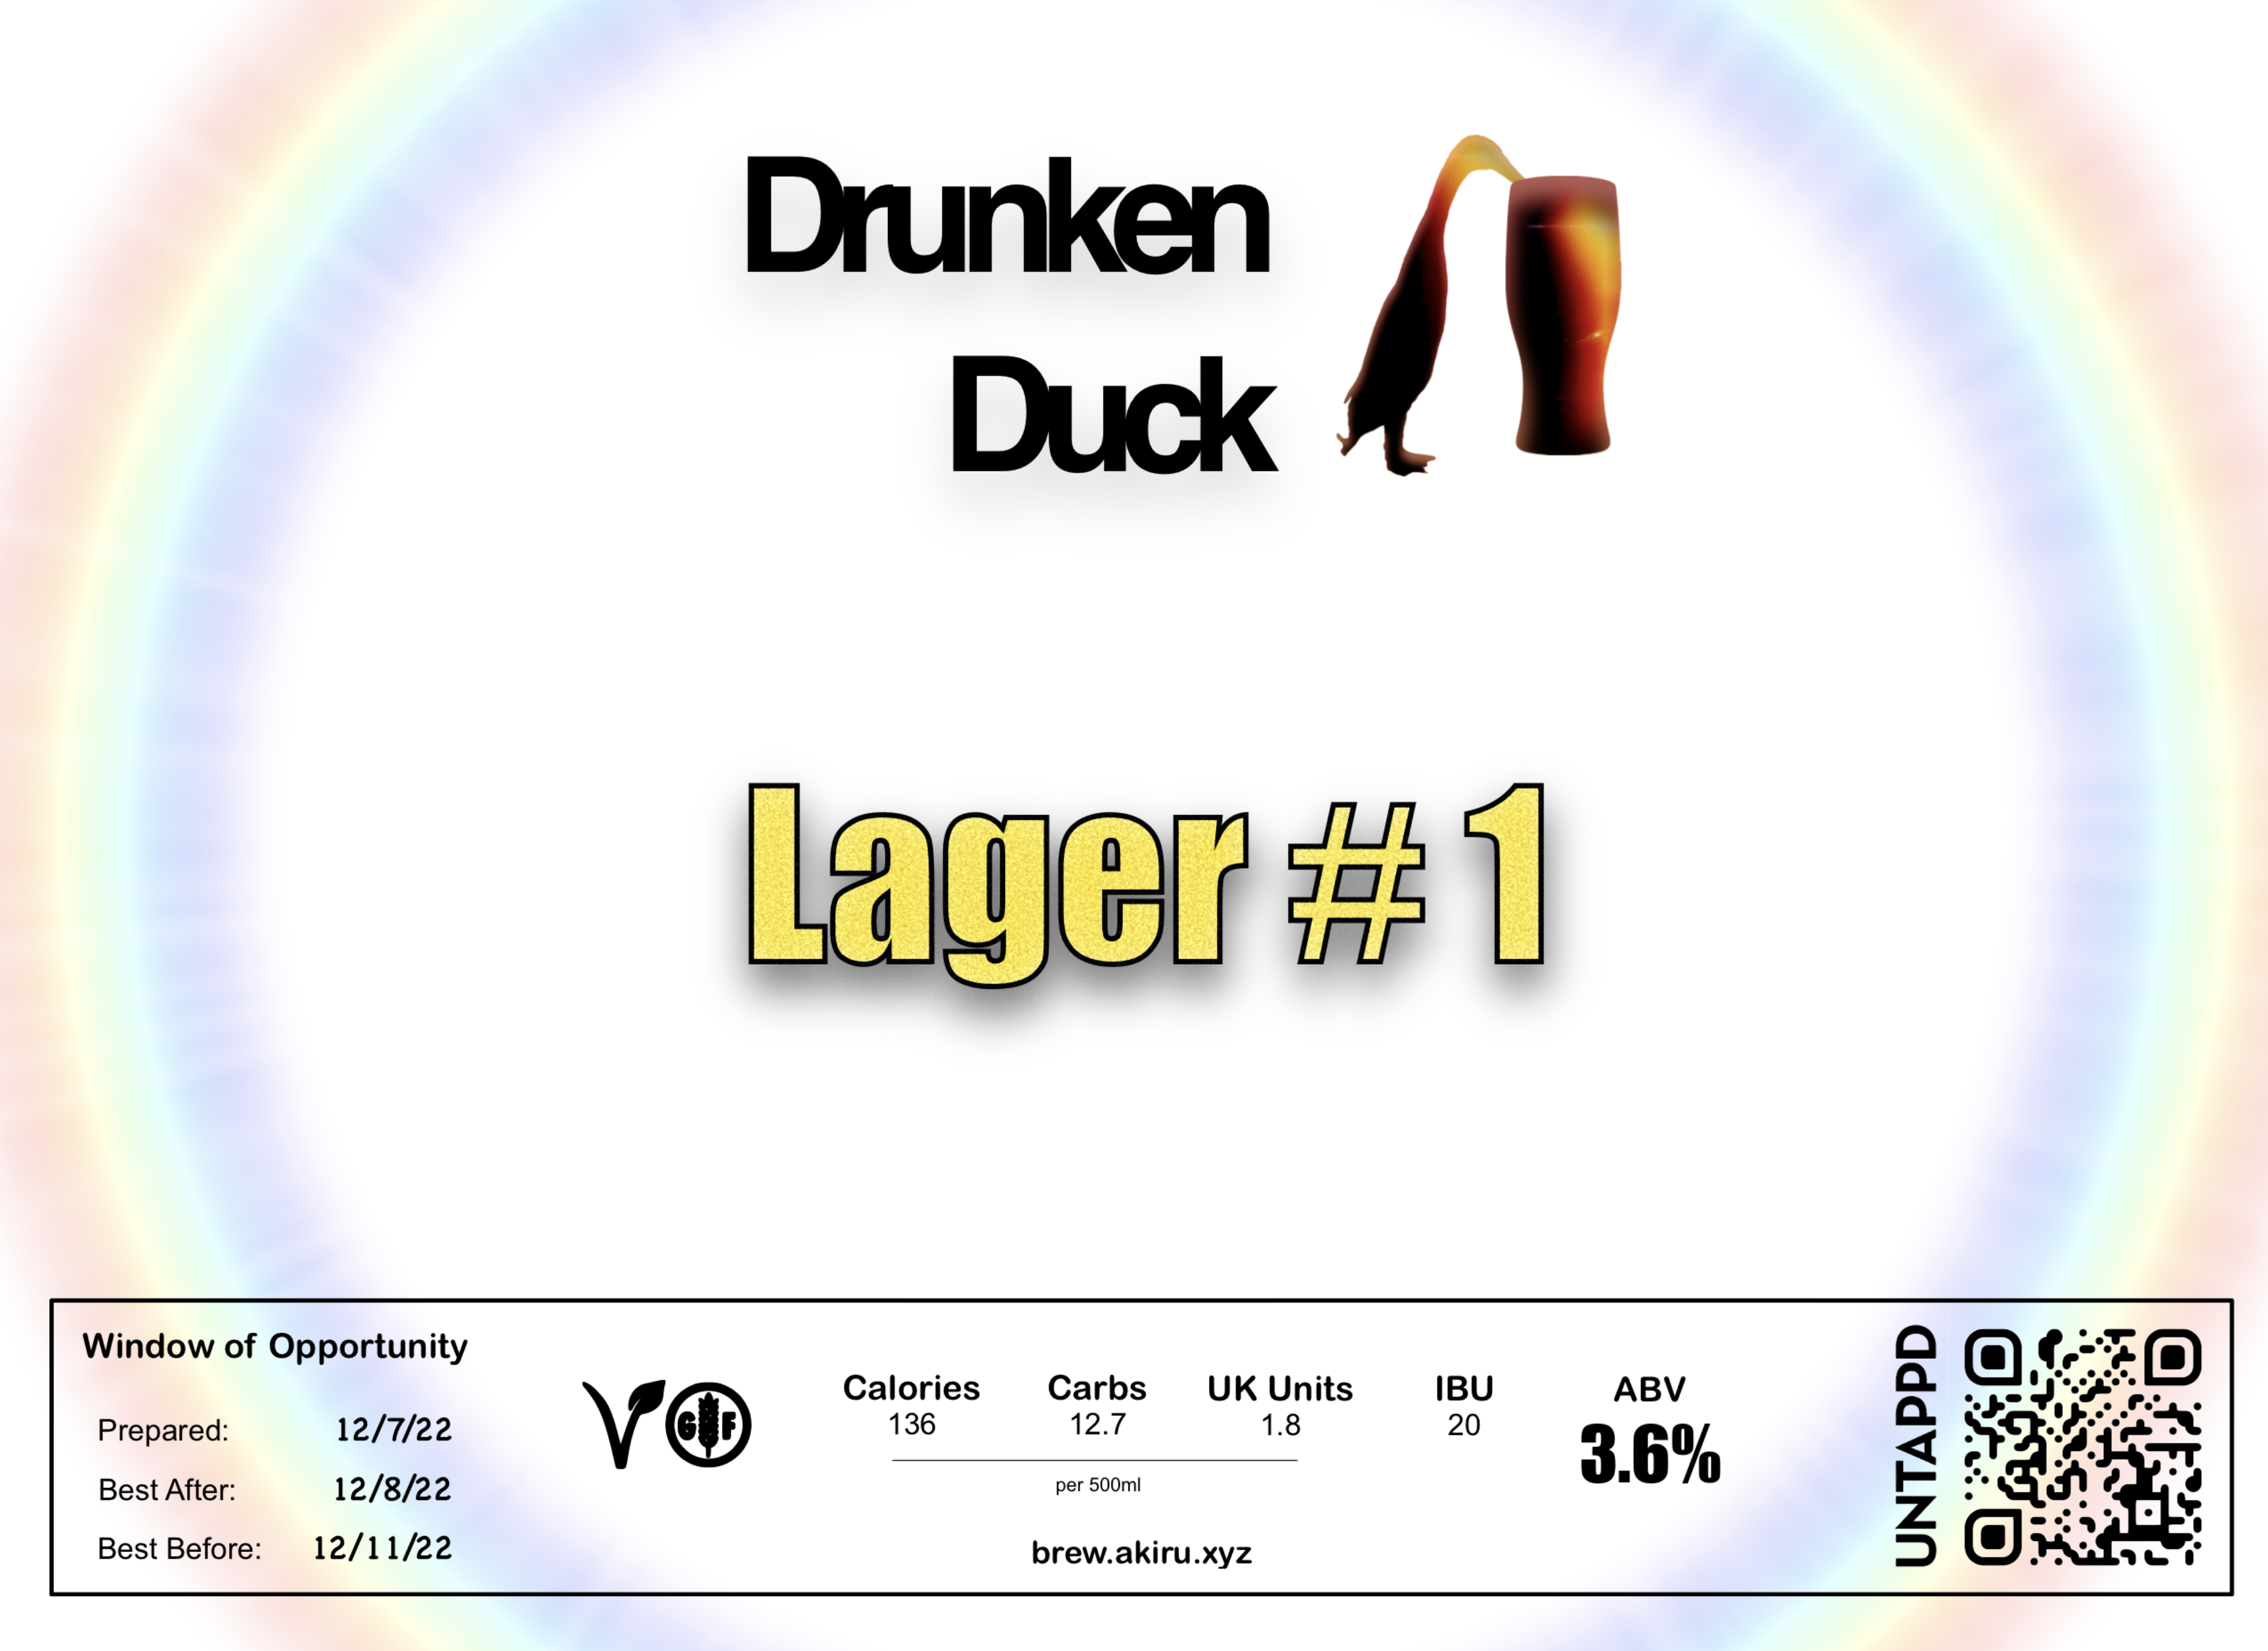 Drunken
Duck
Lager # 1
Window of Opportunity
Prepared: 12/7/22
Best After: 12/8/22
Best Before: 12/11/22
V GF
Calories Carbs UK Units IBU ABV
136 12.7 1.8 20 3.6%
per 500ml
brew.akiru.xyz
UNTAPPD